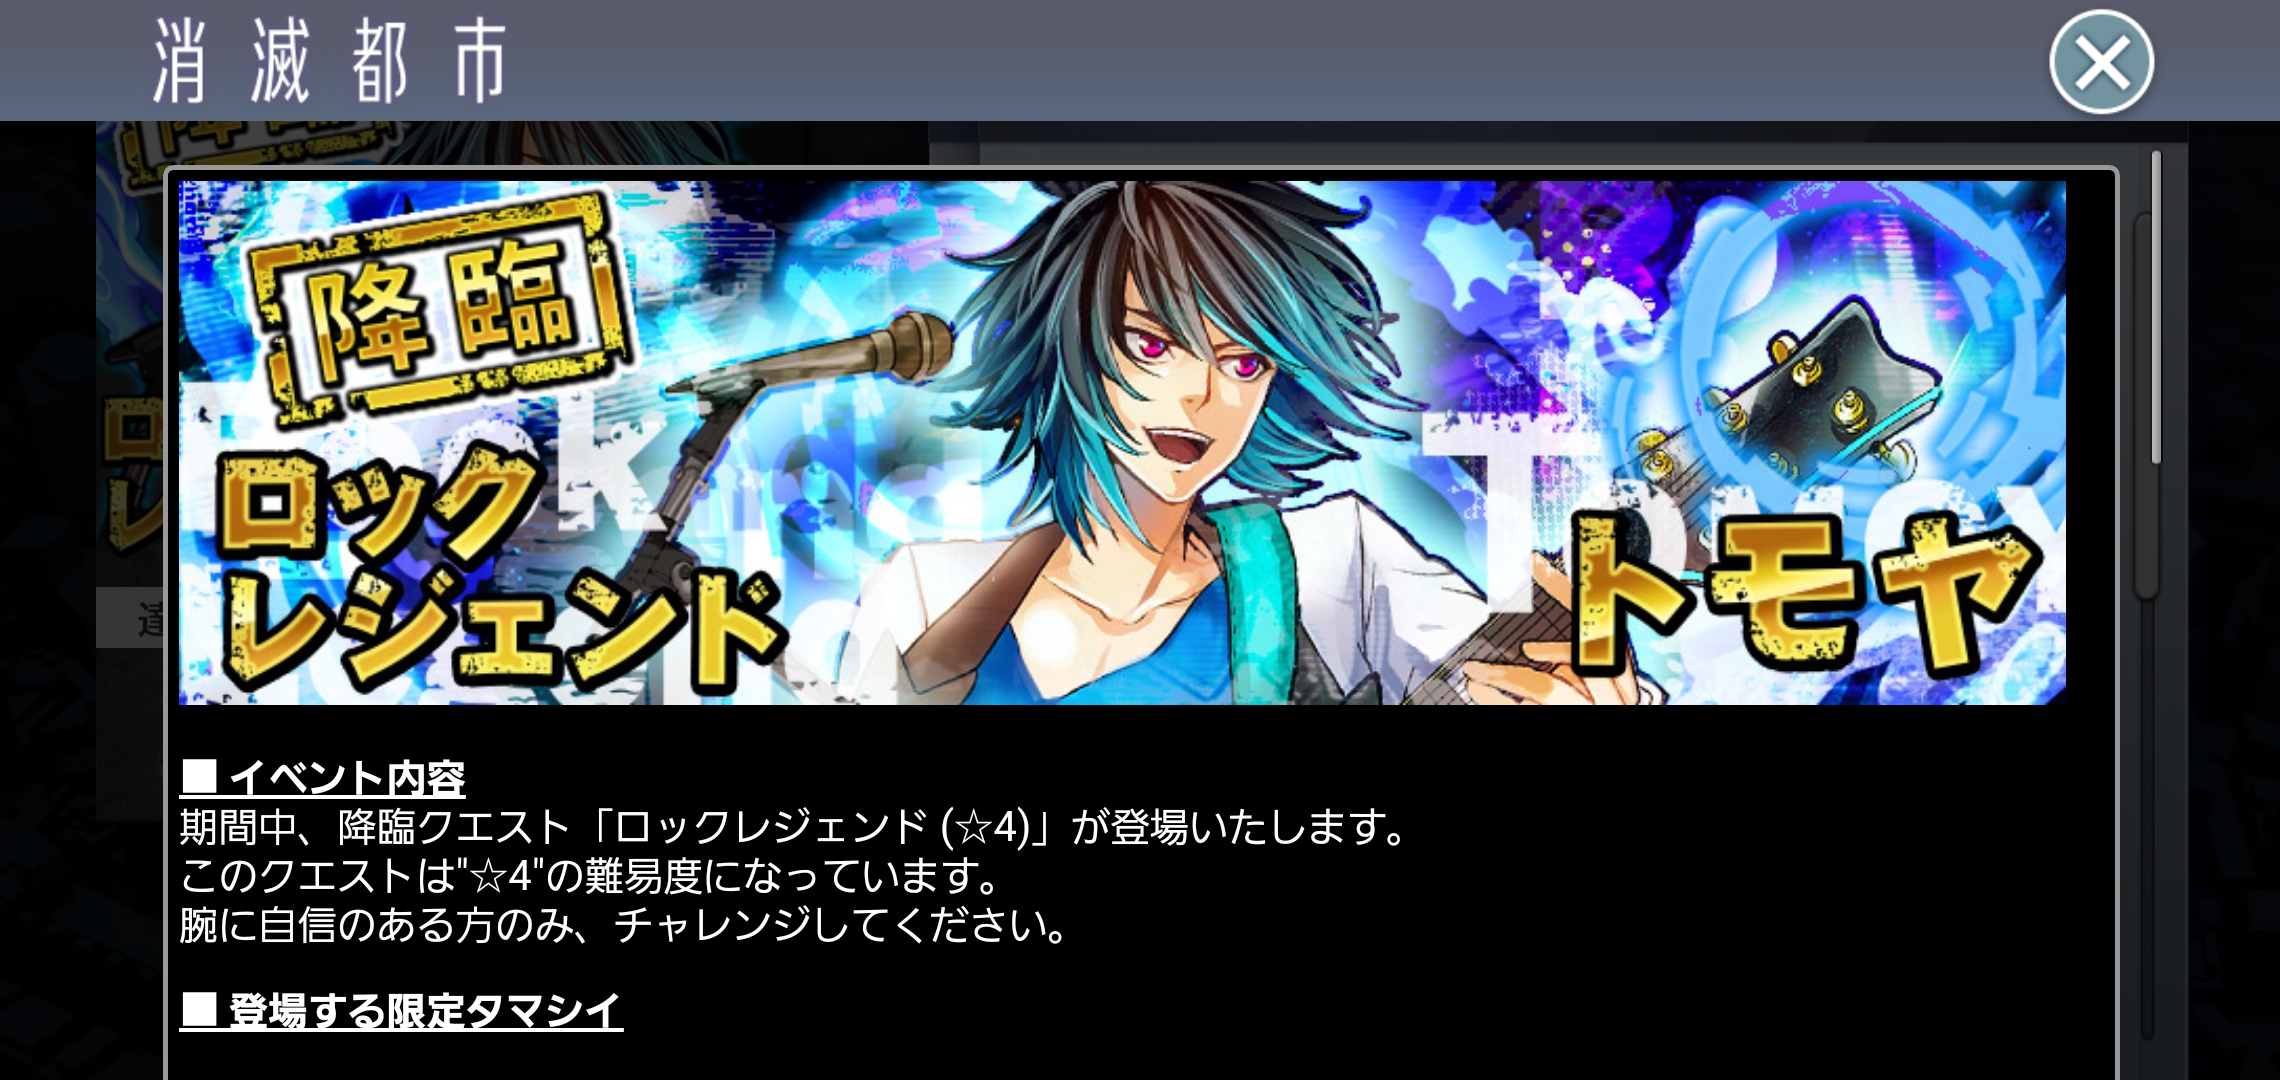 消滅都市
降臨
ロック
レジェンド
トモヤ
■ イベント内容
期間中、降臨クエスト「ロックレジェンド (☆4)」が登場いたします。
このクエストは"☆4"の難易度になっています。
腕に自信のある方のみ、チャレンジしてください。
■ 登場する限定タマシイ